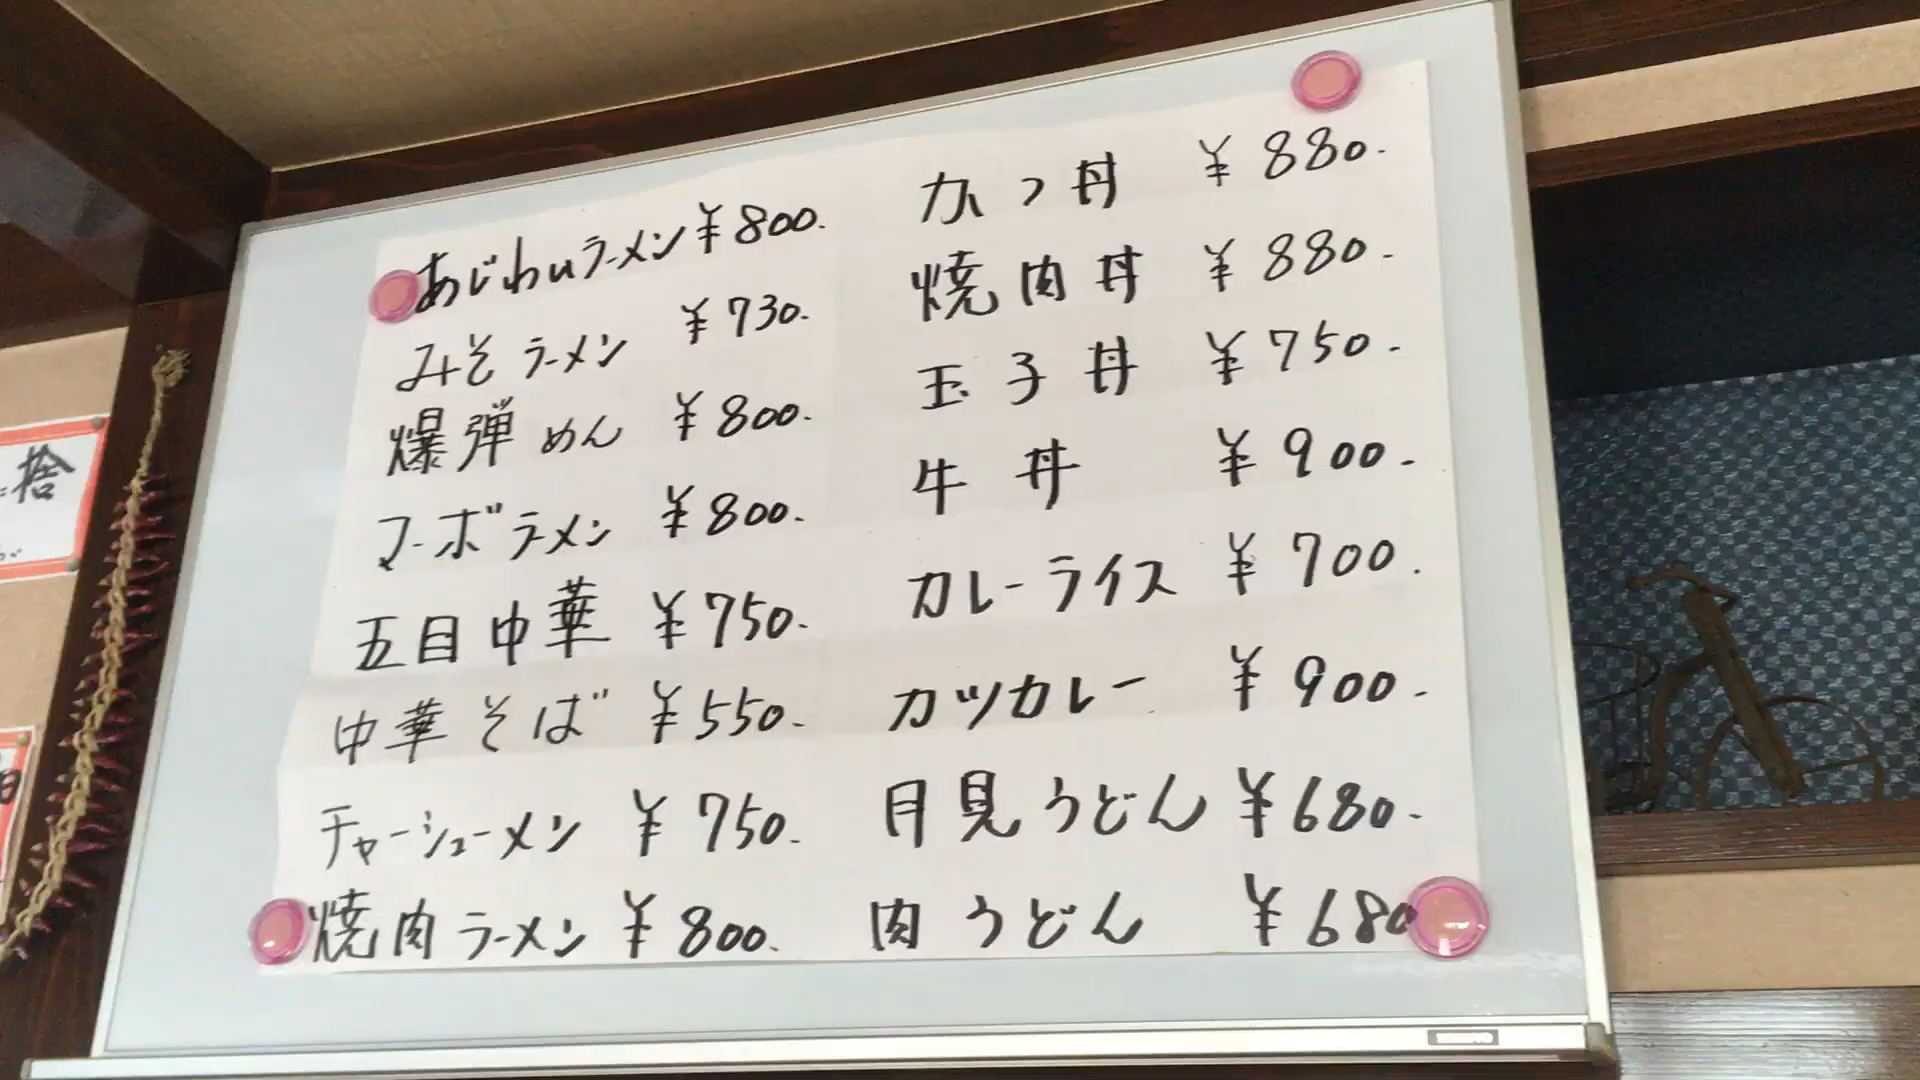 あじわいラーメン ¥800.
みそラーメン ¥730.
爆弾めん ¥800.
マーボラーメン ¥800.
五目中華 ¥750.
中華そば ¥550.
チャーシューメン ¥750.
焼肉ラーメン ¥800.
かつ丼 ¥880.
焼肉丼 ¥880.
玉子丼 ¥750.
牛丼 ¥900.
カレーライス ¥700.
カツカレー ¥900.
月見うどん ¥680.
肉うどん ¥680
捨